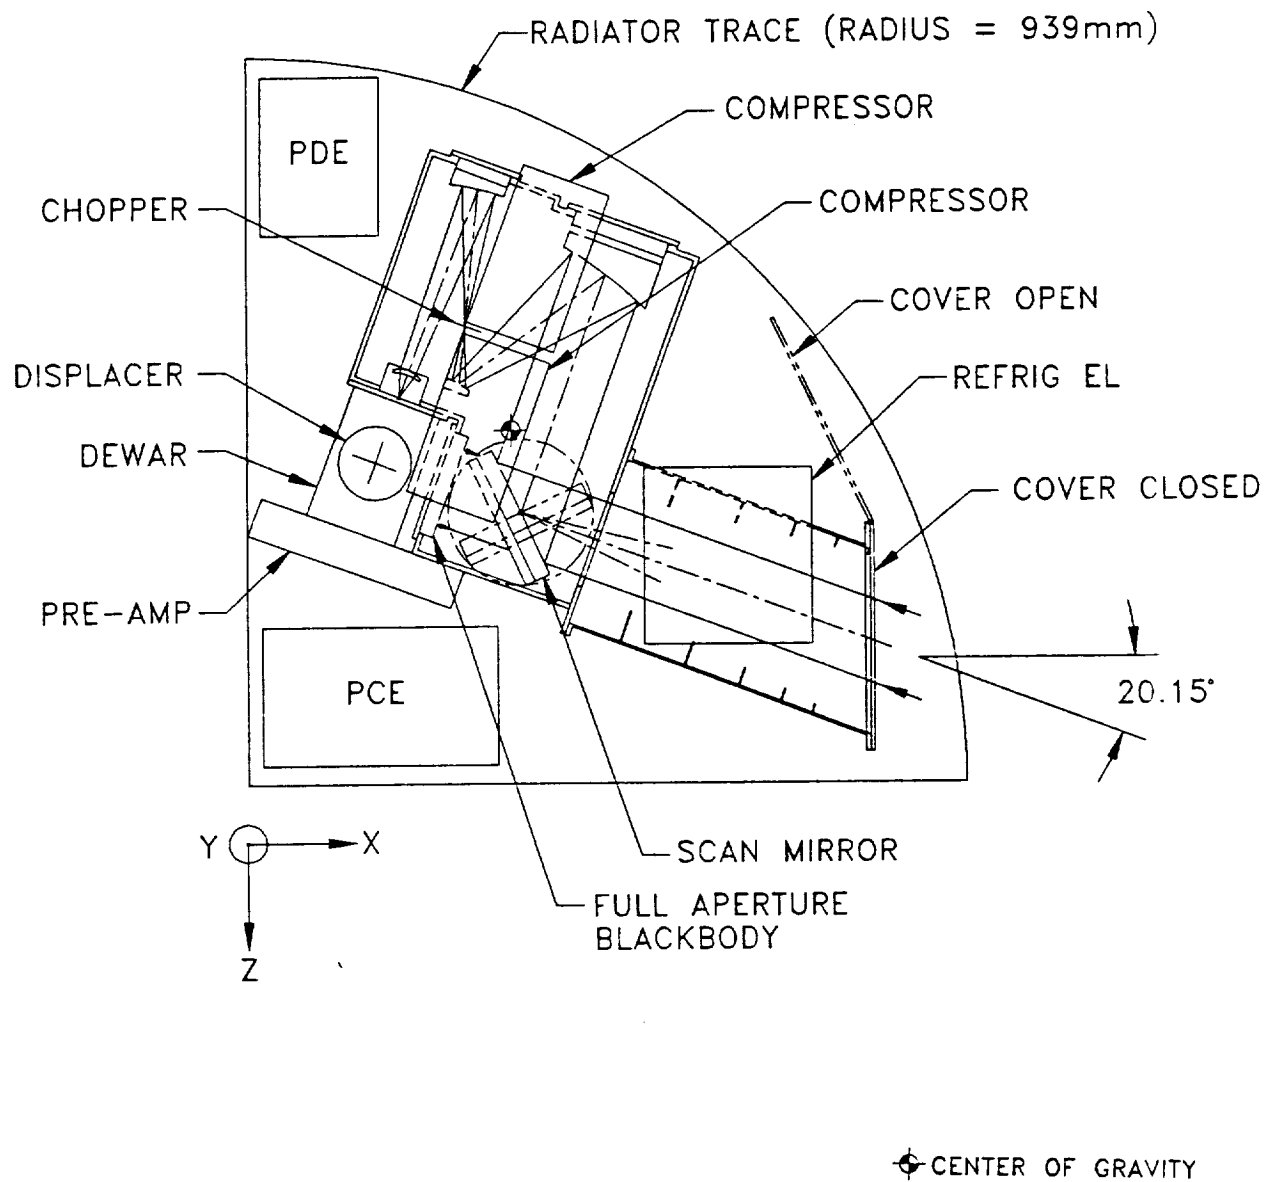 RADIATOR TRACE (RADIUS = 939mm)
COMPRESSOR
PDE
CHOPPER
COMPRESSOR
COVER OPEN
DISPLACER
REFRIG EL
DEWAR
COVER CLOSED
PRE-AMP
PCE
20.15°
Y
X
SCAN MIRROR
FULL APERTURE
BLACKBODY
Z
CENTER OF GRAVITY